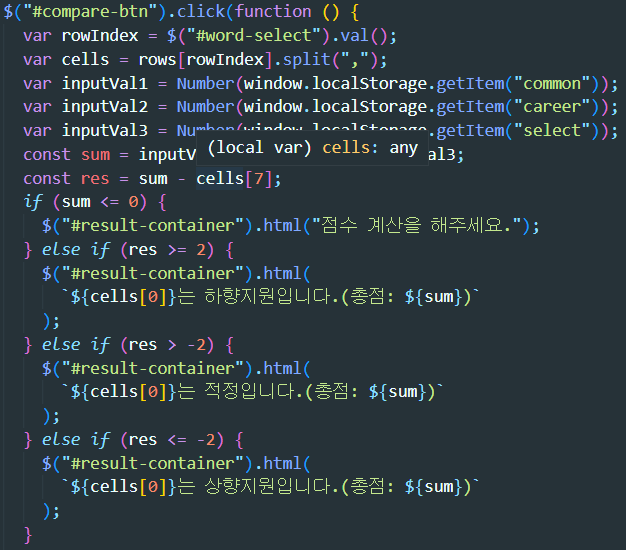 $("#compare-btn").click(function () {
var rowIndex = $("#word-select").val();
var cells = rows[rowIndex].split(",");
var inputVal1 = Number(window.localStorage.getItem("common"));
var inputVal2 = Number(window.localStorage.getItem("career"));
var inputVal3 = Number(window.localStorage.getItem("select"));
(local var) cells: any
const sum = inputV al3;
const res = sum - cells[7];
if (sum <= 0) {
$("#result-container").html("점수 계산을 해주세요.");
} else if (res >= 2) {
$("#result-container").html(
`${cells[0]}는 하향지원입니다.(총점: ${sum})`
);
} else if (res > -2) {
$("#result-container").html(
`${cells[0]}는 적정입니다.(총점: ${sum})`
);
} else if (res <= -2) {
$("#result-container").html(
`${cells[0]}는 상향지원입니다.(총점: ${sum})`
);
}